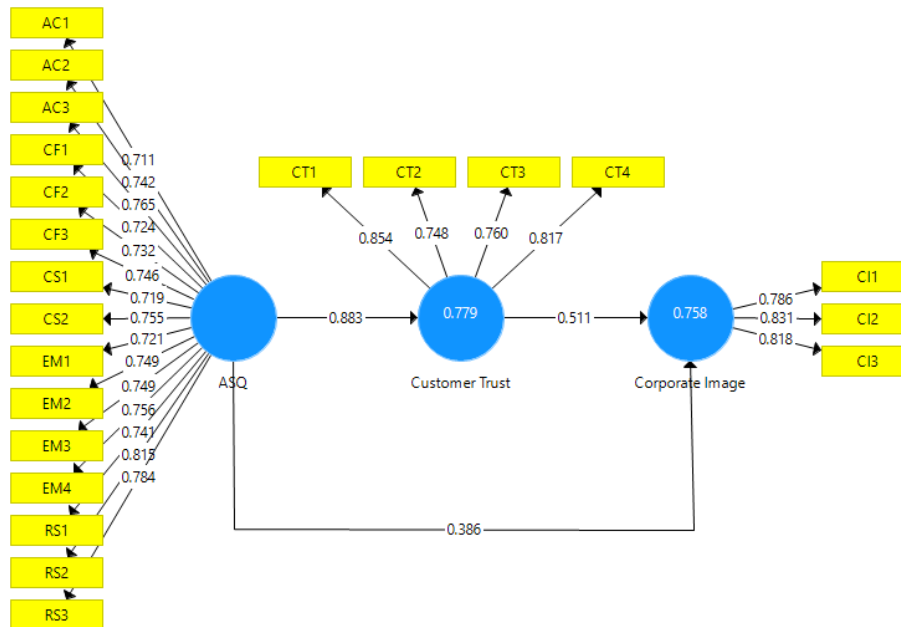 AC1
AC2
AC3
CF1
CF2
CF3
CS1
CS2
EM1
EM2
EM3
EM4
RS1
RS2
RS3
0.711
0.742
0.765
0.724
0.732
0.746
0.719
0.755
0.721
0.749
0.749
0.756
0.741
0.815
0.784
ASQ
0.883
CT1
CT2
CT3
CT4
0.854
0.748
0.760
0.817
0.779
Customer Trust
0.511
0.386
0.758
Corporate Image
0.786
0.831
0.818
CI1
CI2
CI3